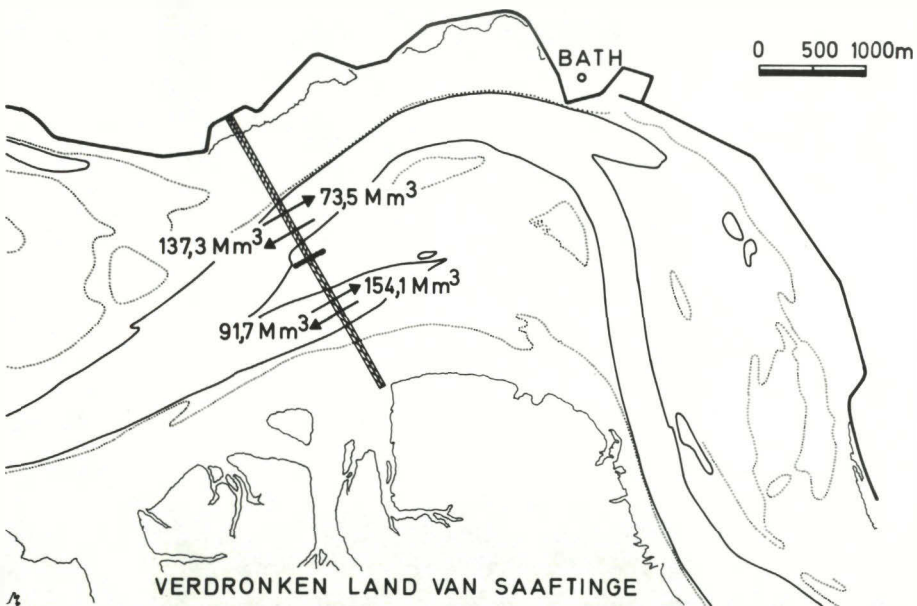 BATH
0 500 1000m
73,5 Mm³
137,3 Mm³
154,1 Mm³
91,7 Mm³
VERDRONKEN LAND VAN SAAFTINGE